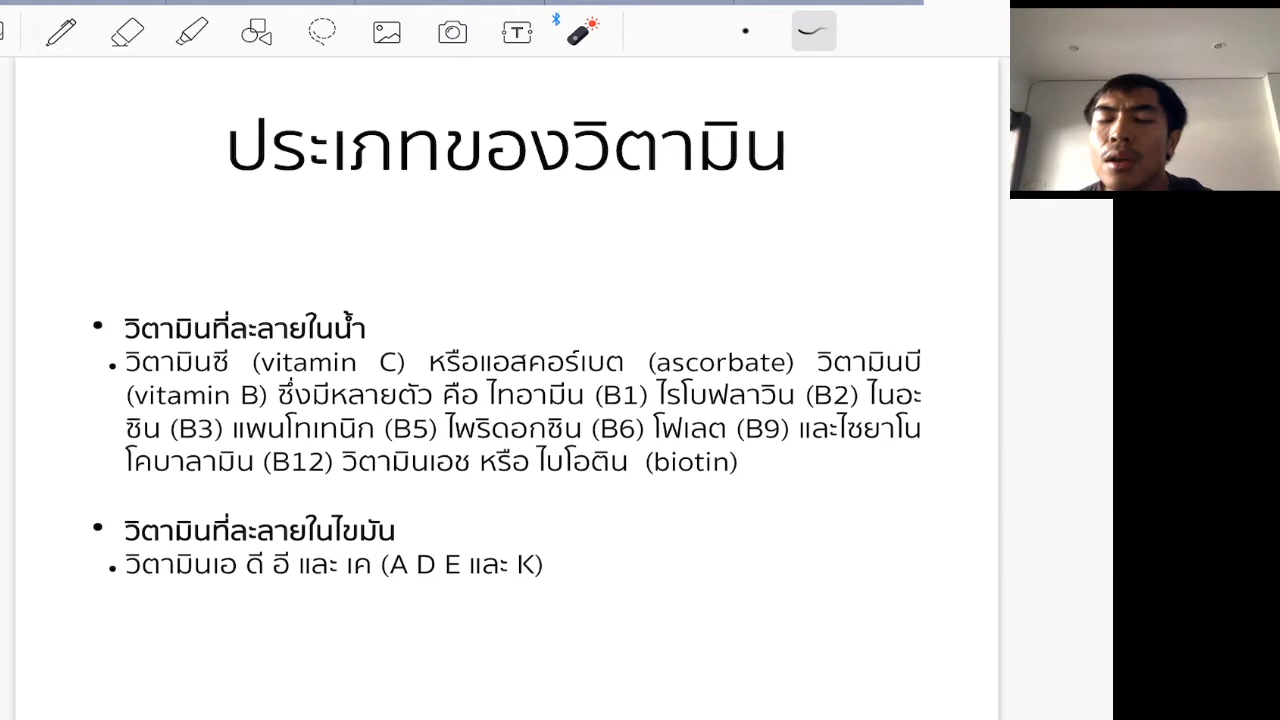 ประเภทของวิตามิน
• วิตามินที่ละลายในน้ำ
• วิตามินซี (vitamin C) หรือแอสคอร์เบต (ascorbate) วิตามินบี
(vitamin B) ซึ่งมีหลายตัว คือ ไทอามีน (B1) ไรโบฟลาวิน (B2) ไนอะ
ซิน (B3) แพนโทเทนิก (B5) ไพริดอกซิน (B6) โฟเลต (B9) และไซยาโน
โคบาลามิน (B12) วิตามินเอช หรือ ไบโอติน (biotin)
• วิตามินที่ละลายในไขมัน
• วิตามินเอ ดี อี และ เค (A D E และ K)